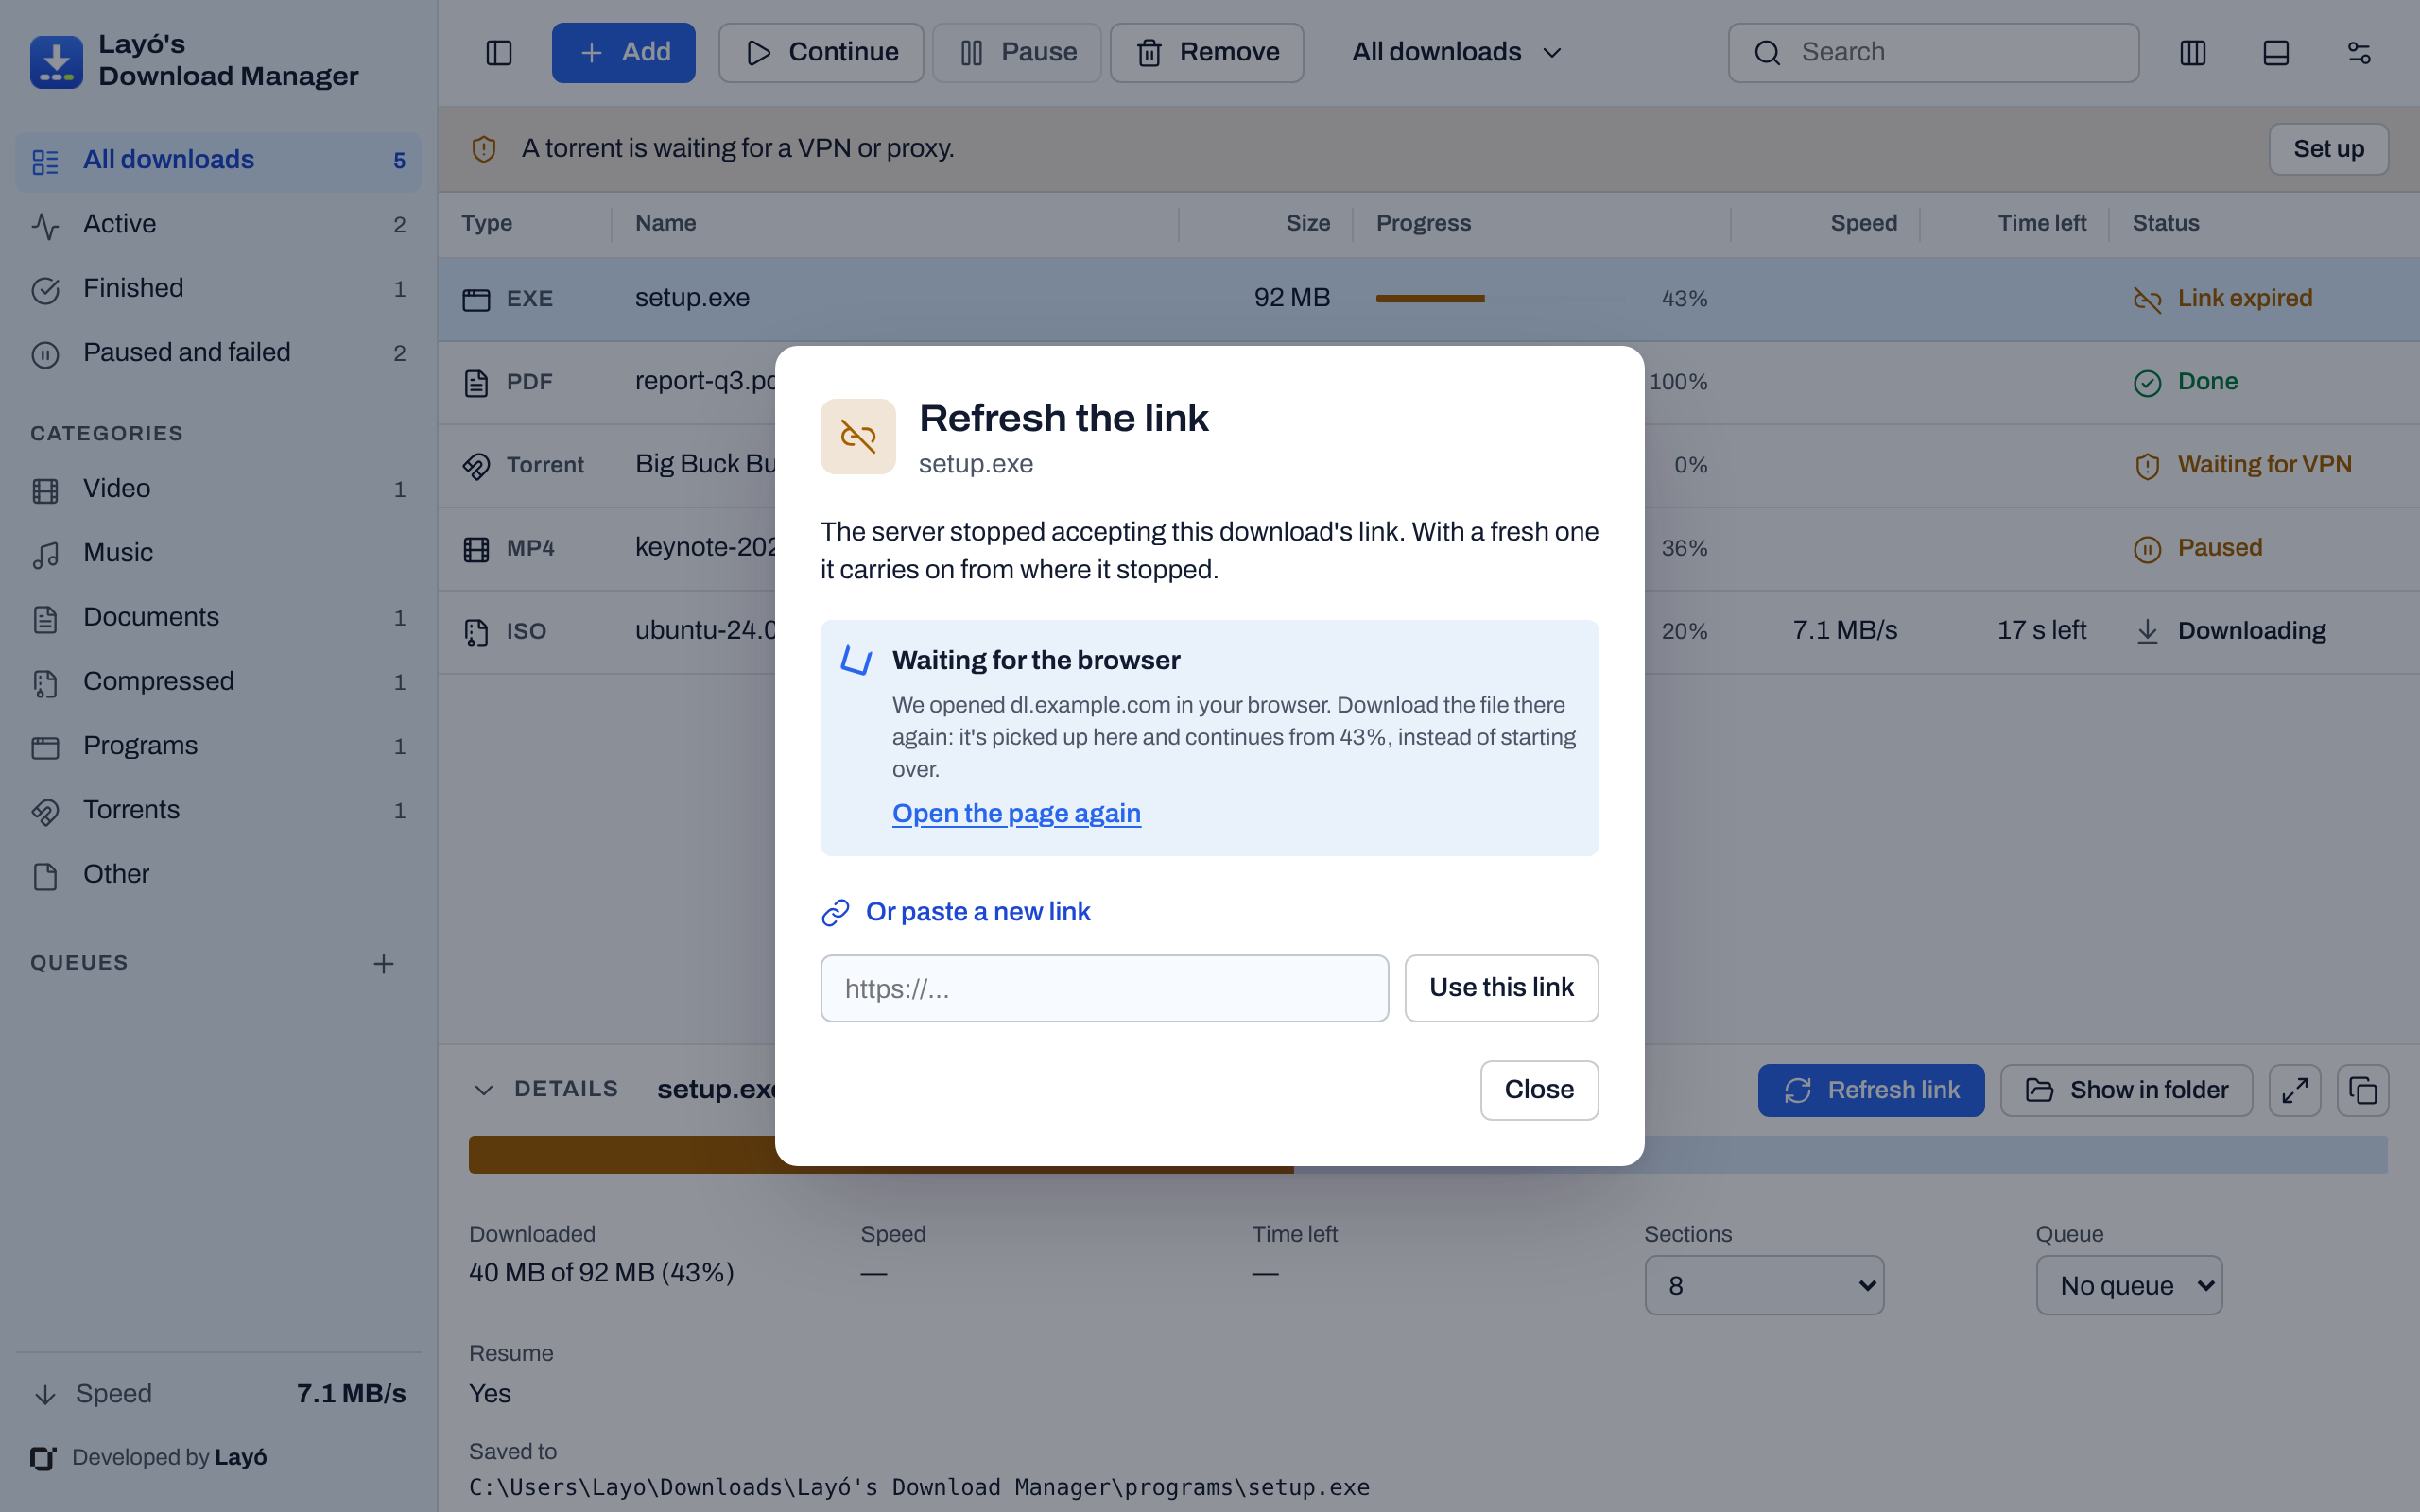 Layó's
Download Manager
Add
Continue
Pause
Remove
All downloads
Search
All downloads 5
Active 2
Finished 1
Paused and failed 2
CATEGORIES
Video 1
Music
Documents 1
Compressed 1
Programs 1
Torrents 1
Other
QUEUES
Speed 7.1 MB/s
Developed by Layó
A torrent is waiting for a VPN or proxy.
Set up
Type Name Size Progress Speed Time left Status
EXE setup.exe 92 MB 43% Link expired
PDF report-q3.pd 100% Done
Torrent Big Buck Bu 0% Waiting for VPN
MP4 keynote-202 36% Paused
ISO ubuntu-24.0 20% 7.1 MB/s 17 s left Downloading
Refresh the link
setup.exe
The server stopped accepting this download's link. With a fresh one
it carries on from where it stopped.
Waiting for the browser
We opened dl.example.com in your browser. Download the file there
again: it's picked up here and continues from 43%, instead of starting
over.
Open the page again
Or paste a new link
https://...
Use this link
Close
DETAILS setup.exe
Refresh link
Show in folder
Downloaded
40 MB of 92 MB (43%)
Speed
—
Time left
—
Sections
8
Queue
No queue
Resume
Yes
Saved to
C:\Users\Layo\Downloads\Layó's Download Manager\programs\setup.exe